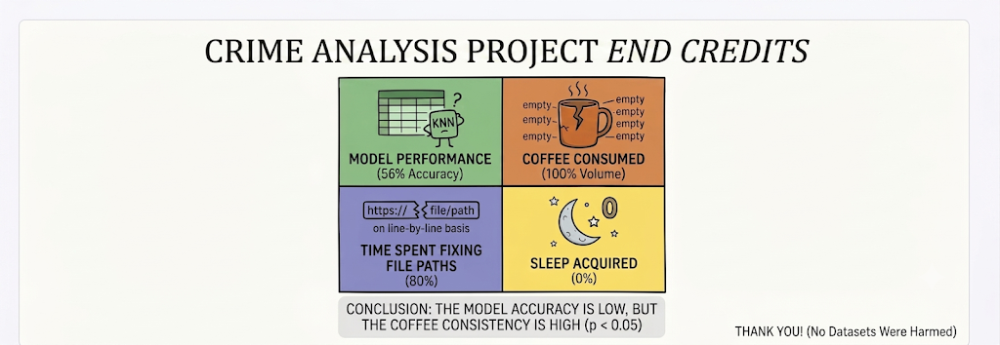 CRIME ANALYSIS PROJECT END CREDITS
?
KNN
MODEL PERFORMANCE
(56% Accuracy)
empty
empty
empty
empty
empty
empty
empty
COFFEE CONSUMED
(100% Volume)
https:// file/path
on line-by-line basis
TIME SPENT FIXING
FILE PATHS
(80%)
0
SLEEP ACQUIRED
(0%)
CONCLUSION: THE MODEL ACCURACY IS LOW, BUT
THE COFFEE CONSISTENCY IS HIGH (p < 0.05)
THANK YOU! (No Datasets Were Harmed)